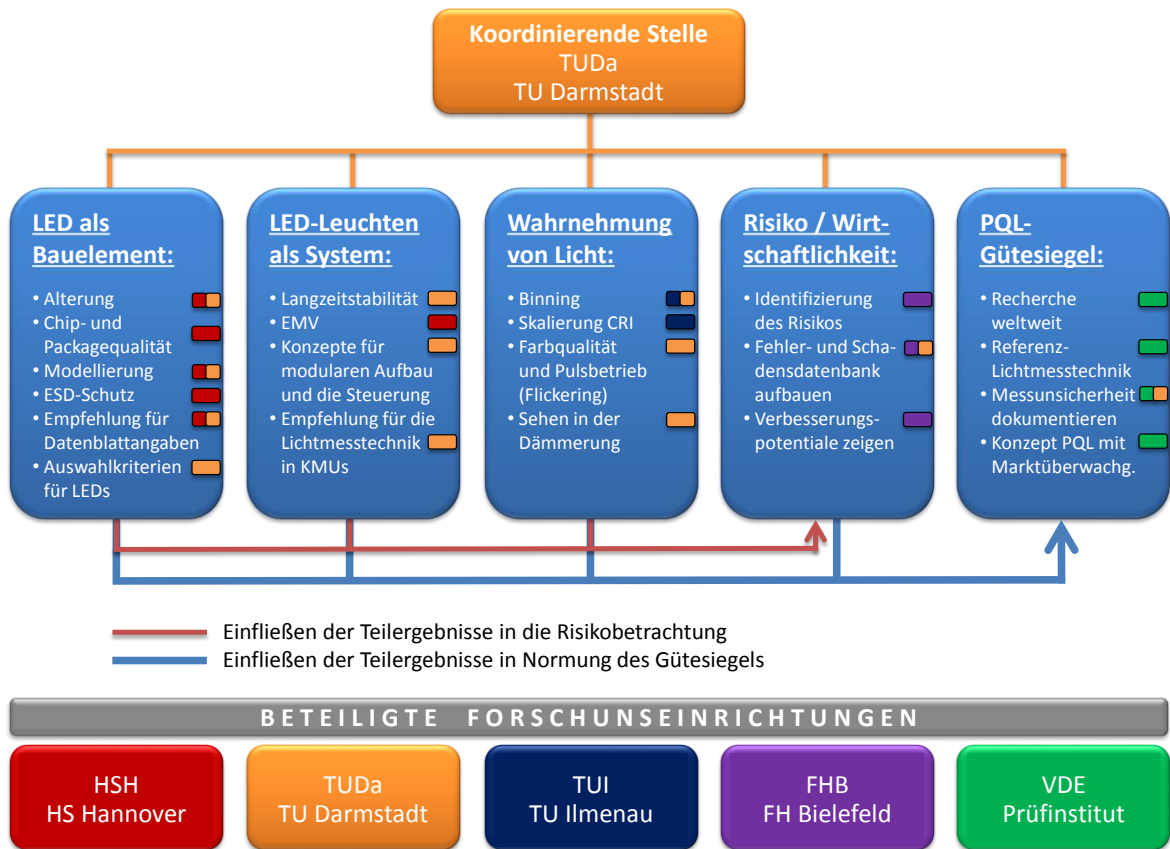 Koordinierende Stelle
TUDa
TU Darmstadt
LED als
Bauelement:
• Alterung
• Chip- und
Packagequalität
• Modellierung
• ESD-Schutz
• Empfehlung für
Datenblattangaben
• Auswahlkriterien
für LEDs
LED-Leuchten
als System:
• Langzeitstabilität
• EMV
• Konzepte für
modularen Aufbau
und die Steuerung
• Empfehlung für die
Lichtmesstechnik
in KMUs
Wahrnehmung
von Licht:
• Binning
• Skalierung CRI
• Farbqualität
und Pulsbetrieb
(Flickering)
• Sehen in der
Dämmerung
Risiko / Wirt-
schaftlichkeit:
• Identifizierung
des Risikos
• Fehler- und Scha-
densdatenbank
aufbauen
• Verbesserungs-
potentiale zeigen
PQL-
Gütesiegel:
• Recherche
weltweit
• Referenz-
Lichtmesstechnik
• Messunsicherheit
dokumentieren
• Konzept PQL mit
Marktüberwachg.
Einfließen der Teilergebnisse in die Risikobetrachtung
Einfließen der Teilergebnisse in Normung des Gütesiegels
BETEILIGTE FORSCHUNSEINRICHTUNGEN
HSH
HS Hannover
TUDa
TU Darmstadt
TUI
TU Ilmenau
FHB
FH Bielefeld
VDE
Prüfinstitut